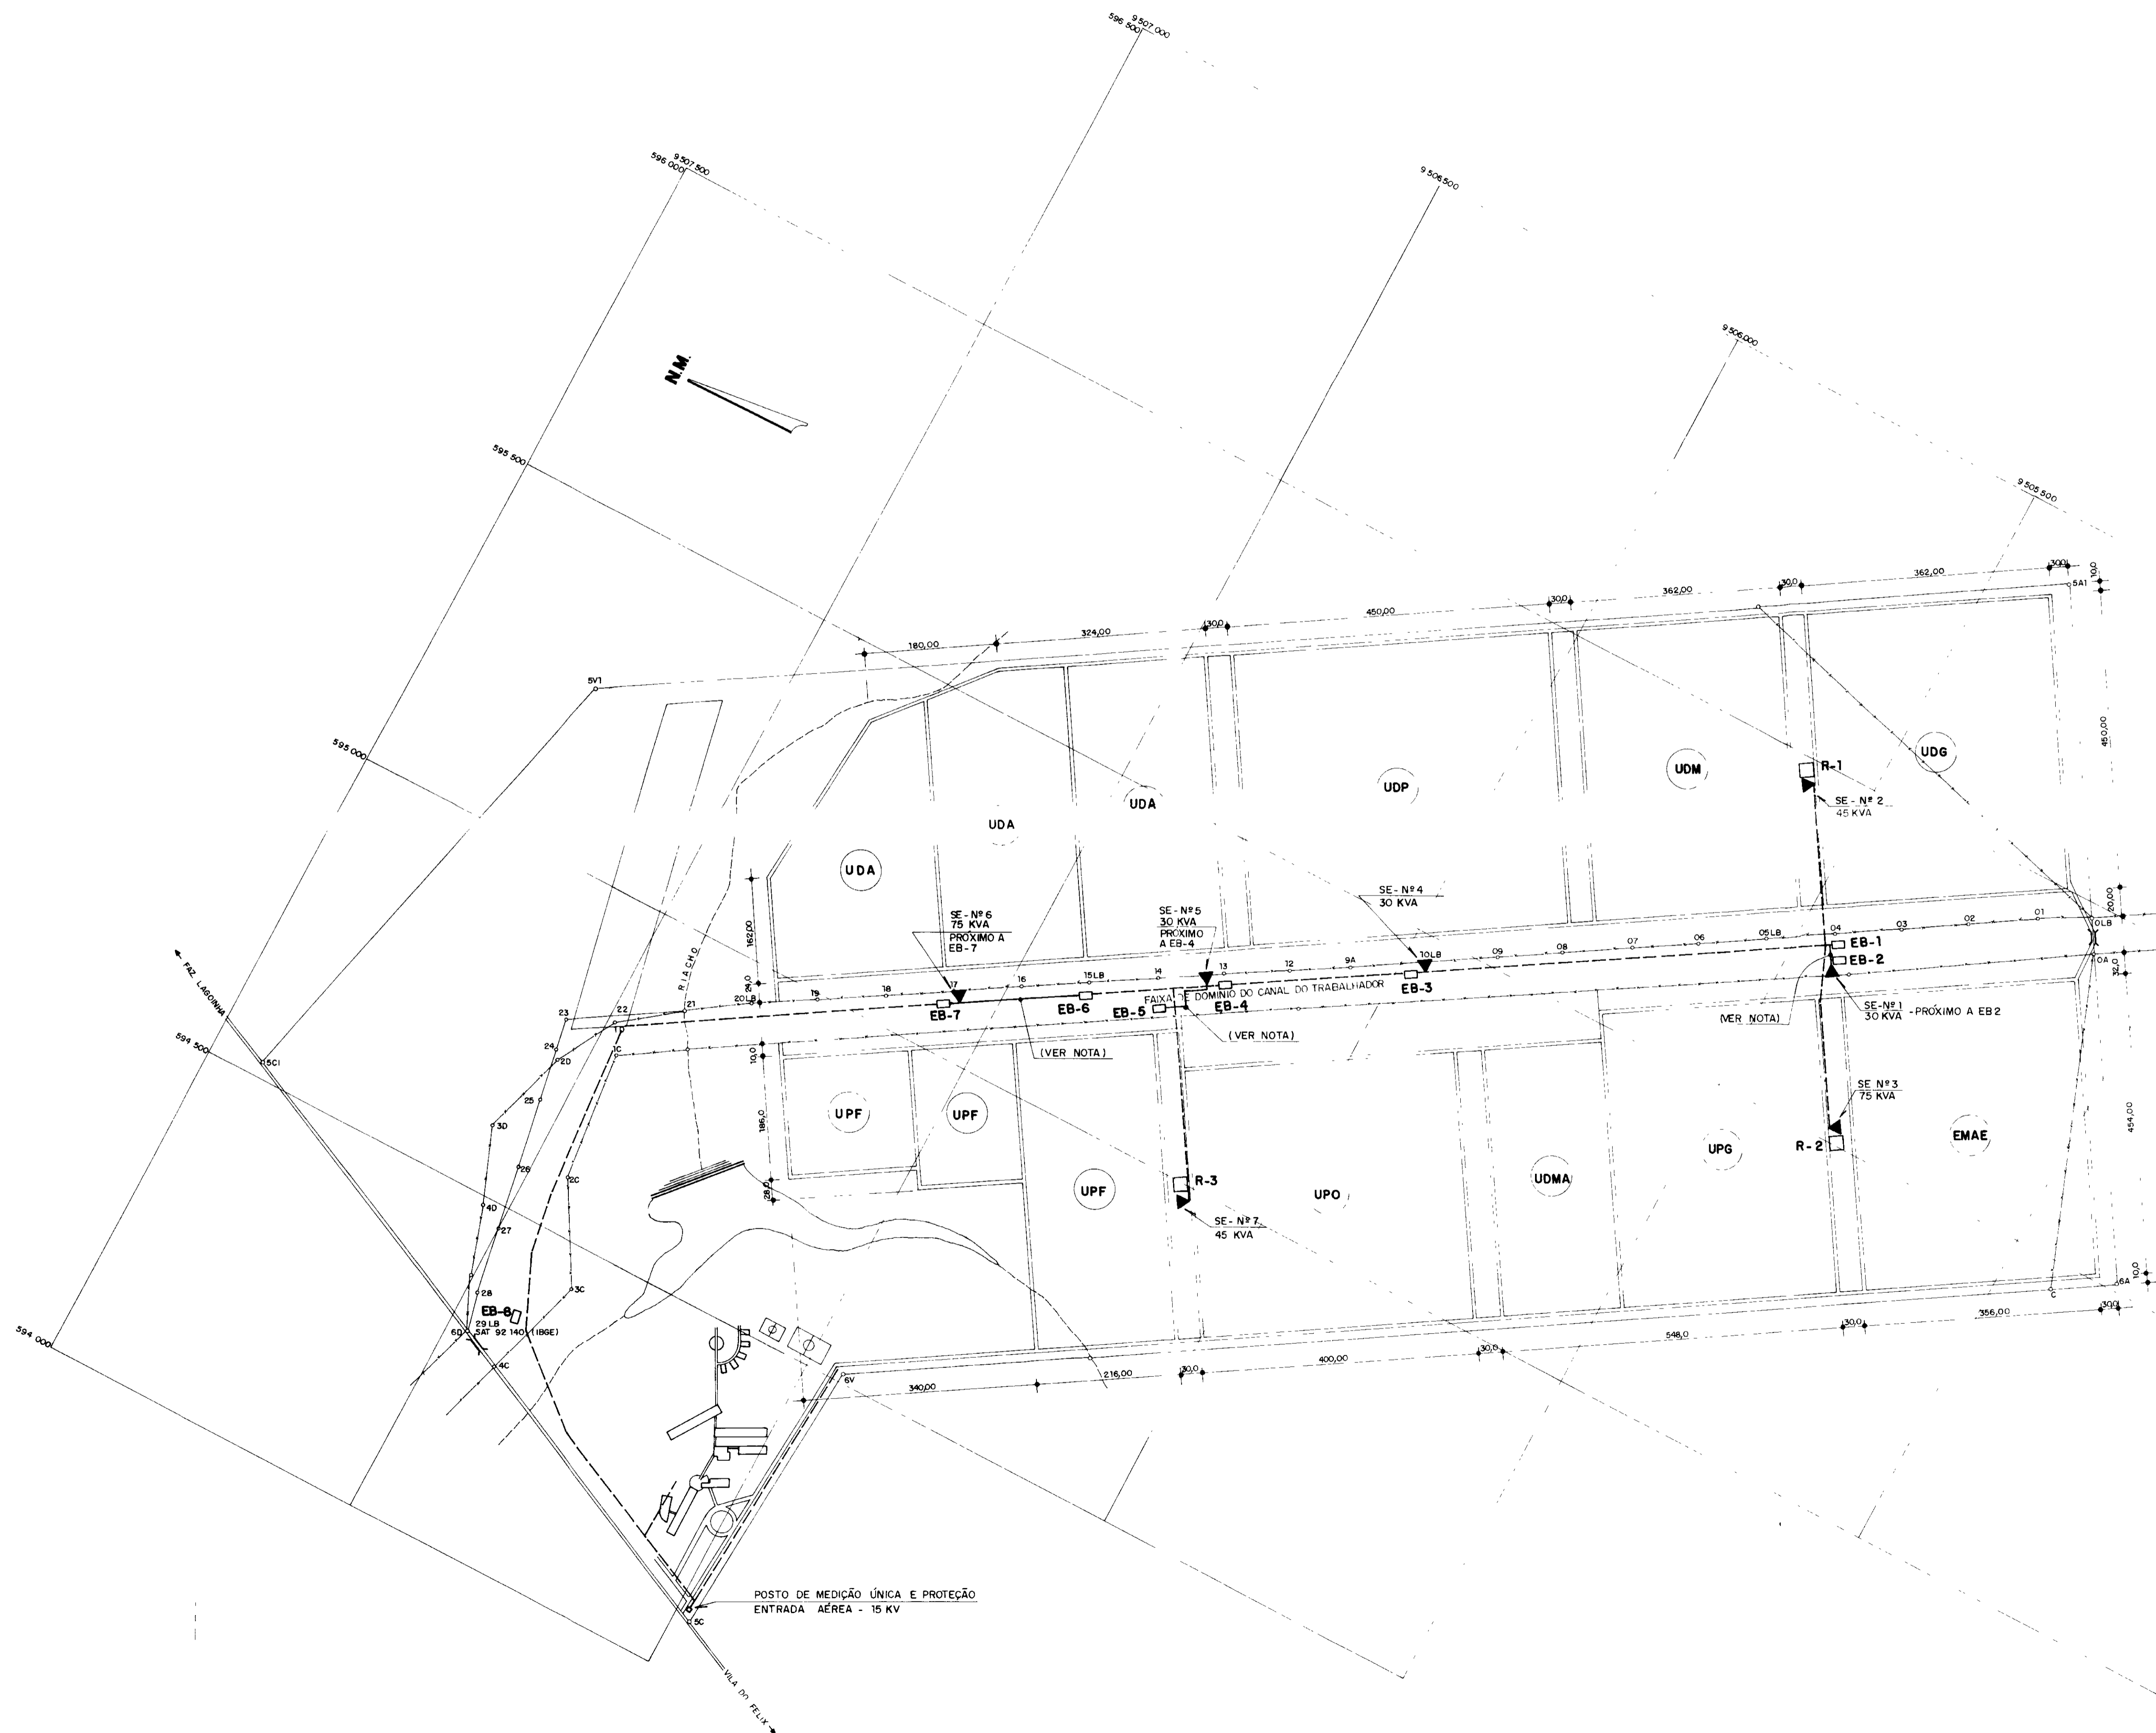 9 507 000
596 500
9 507 500
596 000
9 506 500
9 506 000
9 505 500
595 500
595 000
594 500
594 000
N.M.
180,00
324,00
30,0
450,00
30,0
362,00
30,0
362,00
30,0
10,0
5A1
5V1
UDA
UDA
UDA
UDP
UDM
UDG
R-1
SE - Nº 2
45 KVA
450,00
20,00
RIACHO
162,00
24,0
SE - Nº 6
75 KVA
PRÓXIMO A
EB-7
SE-Nº5
30 KVA
PRÓXIMO
A EB-4
SE - Nº 4
30 KVA
23
22
21
20LB
19
18
17
16
15LB
14
13
12
9A
10LB
09
08
07
06
05LB
04
03
02
01
0LB
0A
32,0
EB-1
EB-2
EB-3
EB-4
EB-5
EB-6
EB-7
FAIXA DE DOMINIO DO CANAL DO TRABALHADOR
(VER NOTA)
(VER NOTA)
(VER NOTA)
SE-Nº1
30 KVA - PRÓXIMO A EB2
FAZ. LAGOINHA
5C1
24
2D
1D
1C
25
3D
26
2C
4D
27
28
3C
EB-8
29 LB
6D
SAT 92 140 (IBGE)
4C
10,0
186,0
28,0
UPF
UPF
UPF
R-3
SE - Nº 7
45 KVA
UPO
UDMA
UPG
R-2
SE Nº 3
75 KVA
EMAE
454,00
10,0
6A
C
6V
340,00
216,00
30,0
400,00
30,0
548,0
30,0
356,00
30,0
POSTO DE MEDIÇÃO ÚNICA E PROTEÇÃO
ENTRADA AÉREA - 15 KV
5C
VILA DO FELIX